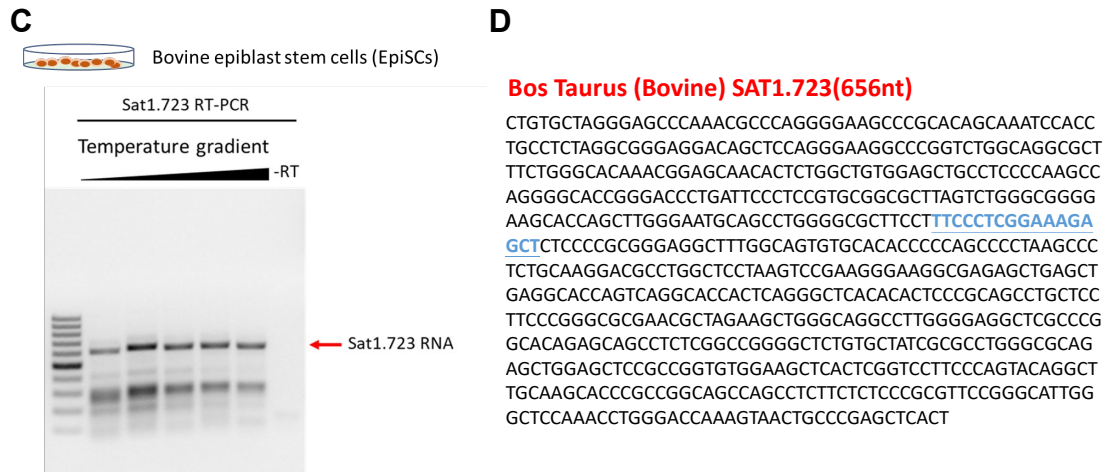 C
Bovine epiblast stem cells (EpiSCs)
Sat1.723 RT-PCR
Temperature gradient
-RT
Sat1.723 RNA
D
Bos Taurus (Bovine) SAT1.723(656nt)
CTGTGCTAGGGAGCCCAAACGCCCAGGGGAAGCCCGCACAGCAAATCCACC
TGCCTCTAGGCGGGAGGACAGCTCCAGGGAAGGCCCGGTCTGGCAGGCGCT
TTCTGGGCACAAACGGAGCAACACTCTGGCTGTGGAGCTGCCTCCCCAAGCC
AGGGGCACCGGGACCCTGATTCCCTCCGTGCGGCGCTTAGTCTGGGCGGGG
AAGCACCAGCTTGGGAATGCAGCCTGGGGCGCTTCCTTTCCCTCGGAAAGA
GCTCTCCCCGCGGGAGGCTTTGGCAGTGTGCACACCCCCAGCCCCTAAGCCC
TCTGCAAGGACGCCTGGCTCCTAAGTCCGAAGGGAAGGCGAGAGCTGAGCT
GAGGCACCAGTCAGGCACCACTCAGGGCTCACACACTCCCGCAGCCTGCTCC
TTCCCGGGCGCGAACGCTAGAAGCTGGGCAGGCCTTGGGGAGGCTCGCCCG
GCACAGAGCAGCCTCTCGGCCGGGGCTCTGTGCTATCGCGCCTGGGCGCAG
AGCTGGAGCTCCGCCGGTGTGGAAGCTCACTCGGTCCTTCCCAGTACAGGCT
TGCAAGCACCCGCCGGCAGCCAGCCTCTTCTCTCCCGCGTTCCGGGCATTGG
GCTCCAAACCTGGGACCAAAGTAACTGCCCGAGCTCACT